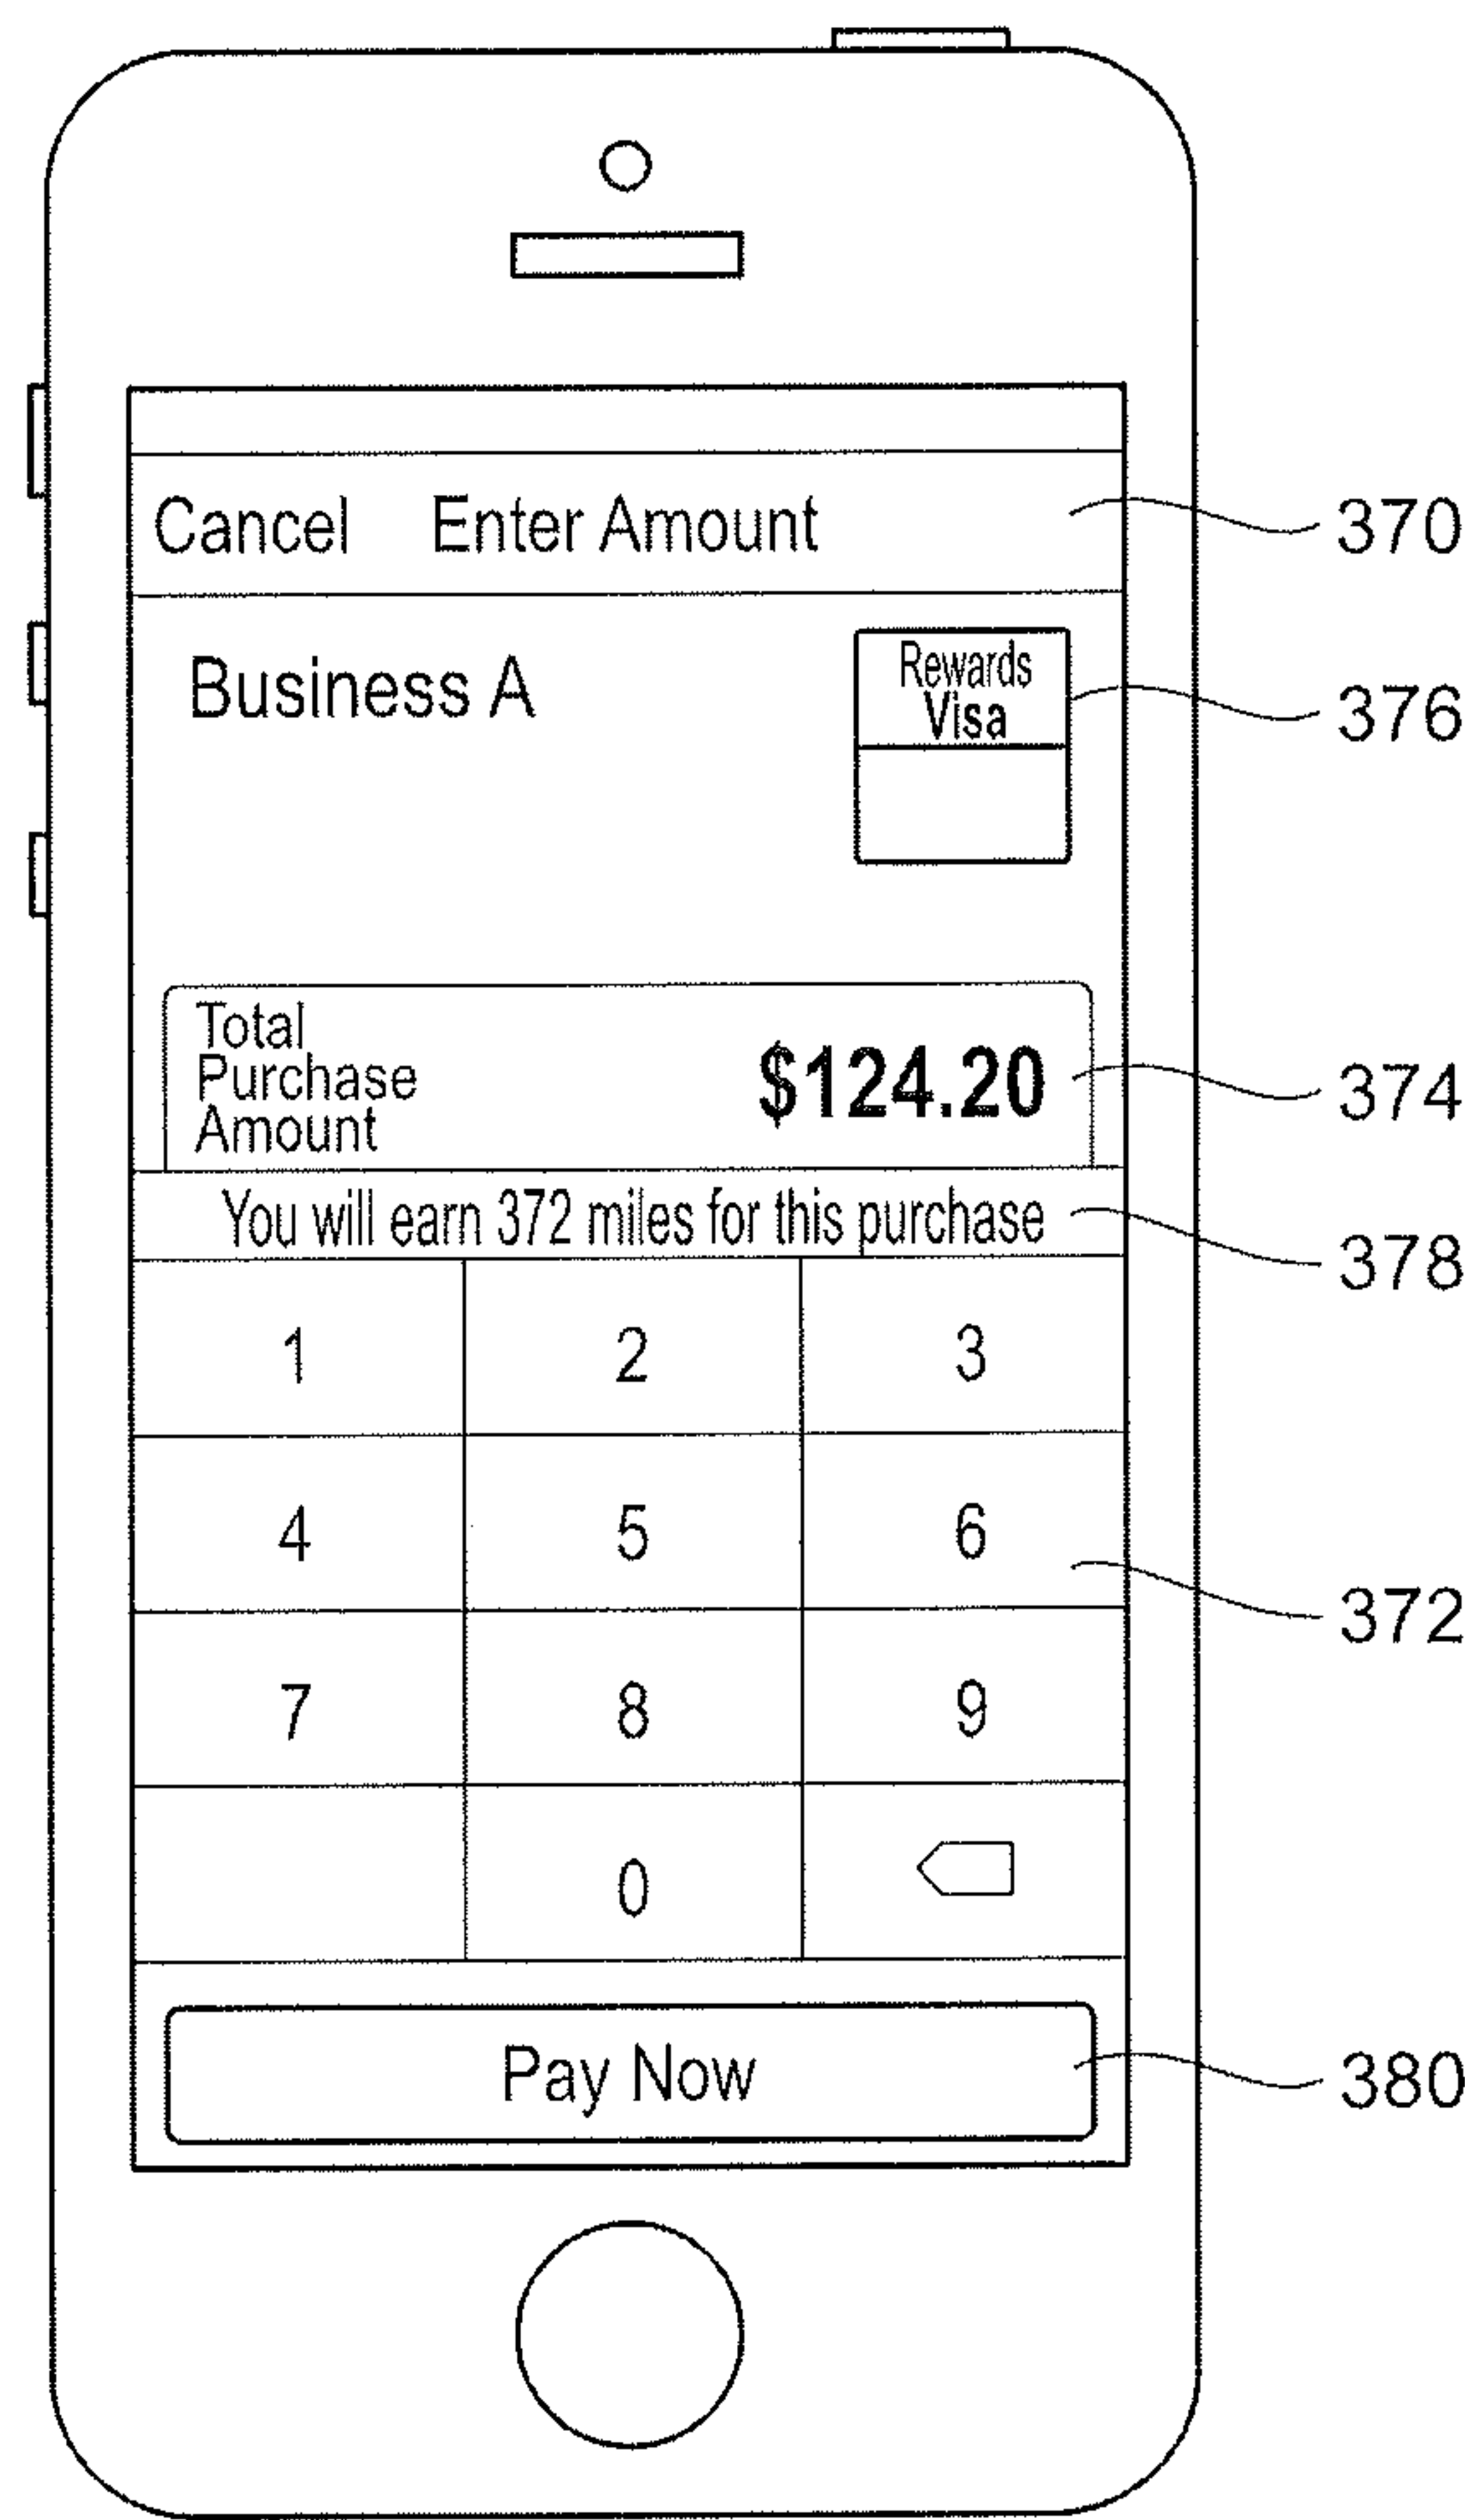 Cancel Enter Amount 370
Business A
Rewards
Visa 376
Total
Purchase
Amount
$124.20 374
You will earn 372 miles for this purchase 378
1 2 3
4 5 6 372
7 8 9
0
Pay Now 380